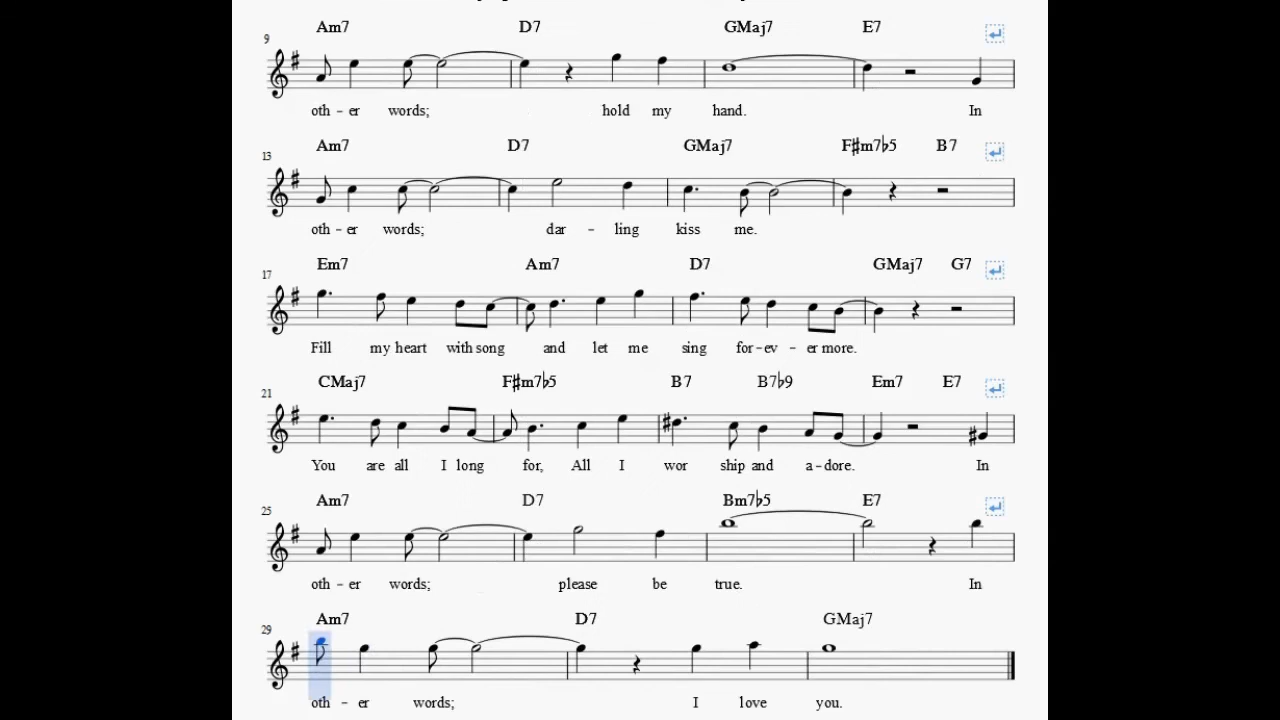 Am7 D7 GMaj7 E7
9
oth - er words; hold my hand. In
Am7 D7 GMaj7 F♯m7♭5 B7
13
oth - er words; dar - ling kiss me.
Em7 Am7 D7 GMaj7 G7
17
Fill my heart with song and let me sing for - ev - er more.
CMaj7 F♯m7♭5 B7 B7♭9 Em7 E7
21
You are all I long for, All I wor ship and a - dore. In
Am7 D7 Bm7♭5 E7
25
oth - er words; please be true. In
Am7 D7 GMaj7
29
oth - er words; I love you.